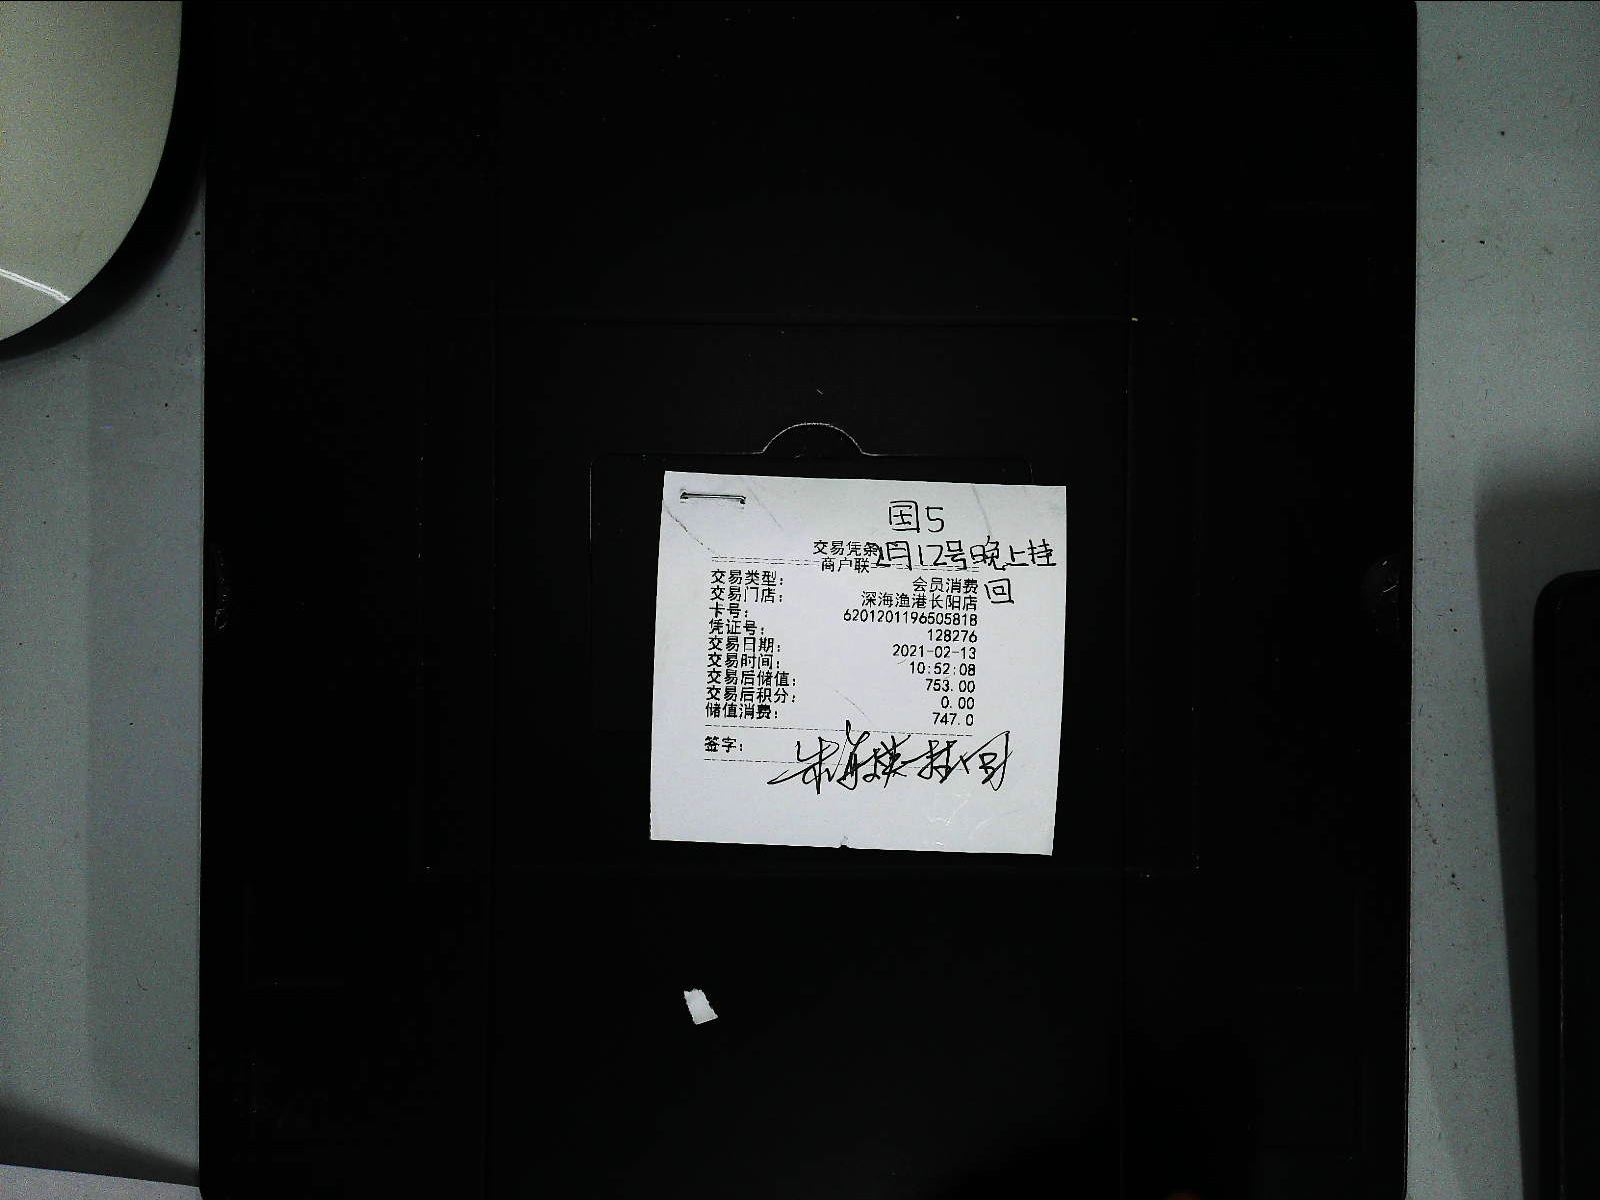 国5
交易凭条2月12号晚上挂
商户联
回
交易类型： 会员消费
交易门店： 深海渔港长阳店
卡号： 6201201196505818
凭证号： 128276
交易日期： 2021-02-13
交易时间： 10:52:08
交易后储值： 753.00
交易后积分： 0.00
储值消费： 747.0
签字：
挂回